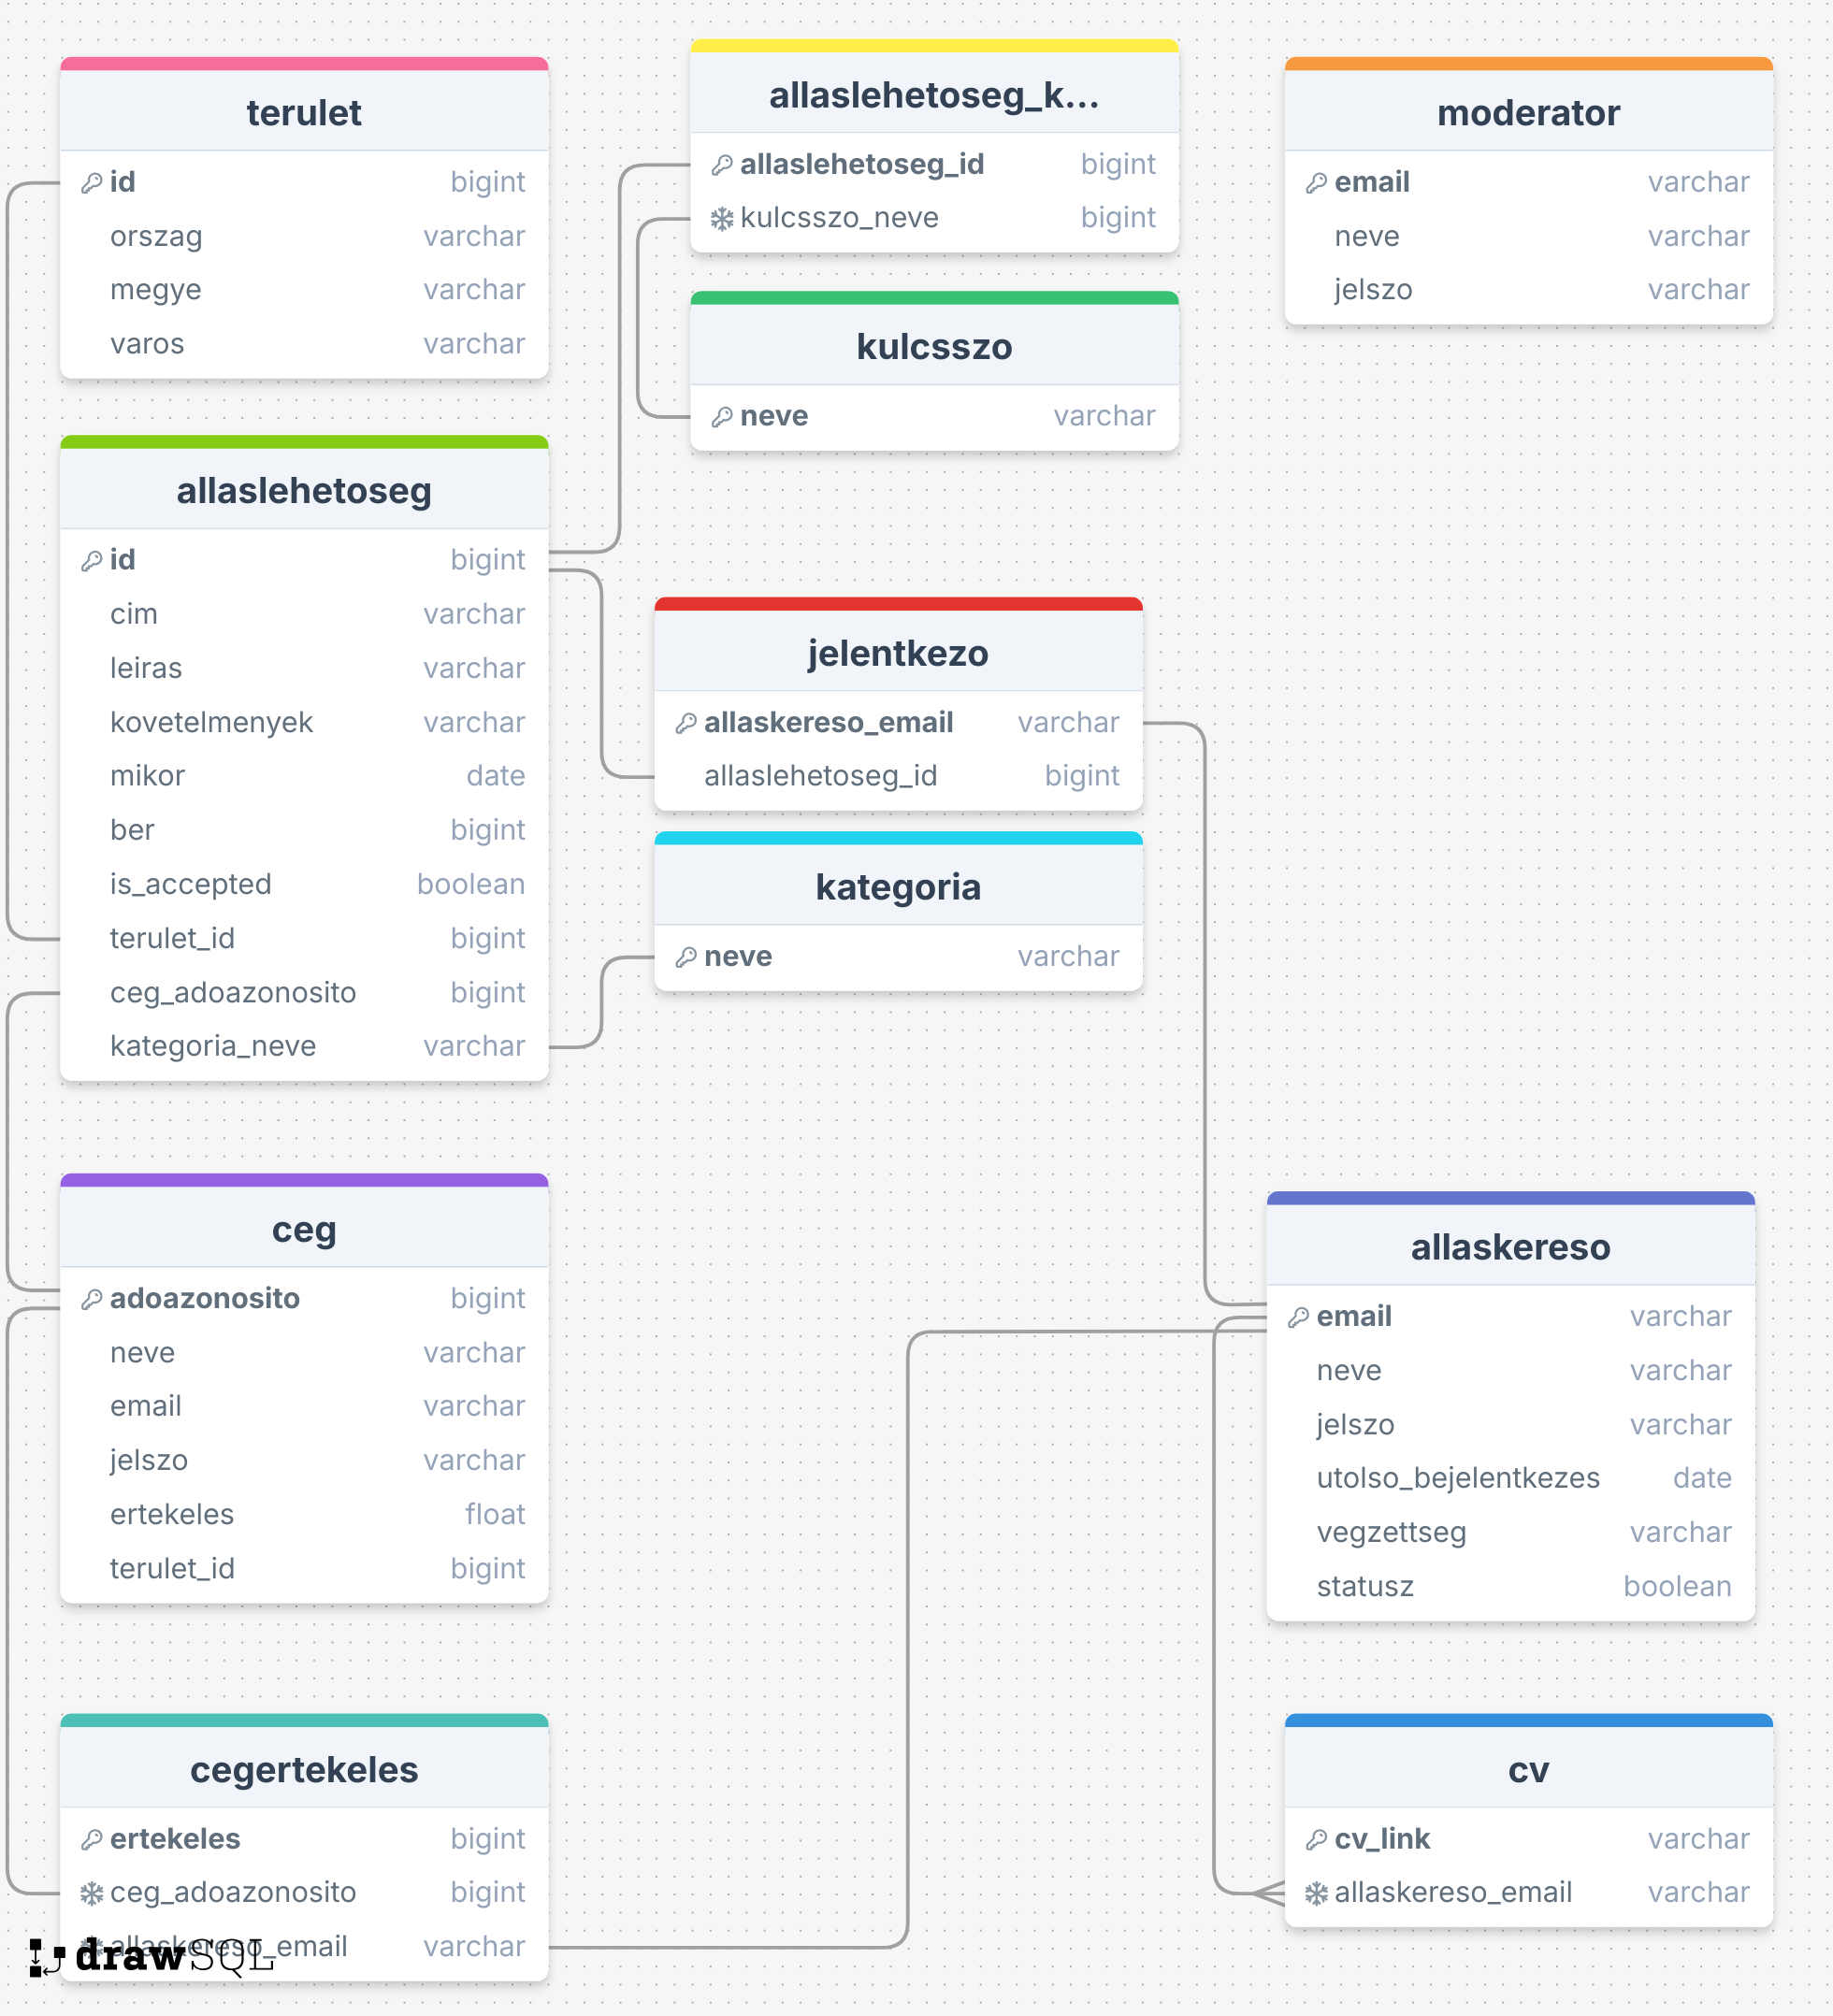 terulet
id bigint
orszag varchar
megye varchar
varos varchar
allaslehetoseg_k...
allaslehetoseg_id bigint
kulcsszo_neve bigint
moderator
email varchar
neve varchar
jelszo varchar
kulcsszo
neve varchar
allaslehetoseg
id bigint
cim varchar
leiras varchar
kovetelmenyek varchar
mikor date
ber bigint
is_accepted boolean
terulet_id bigint
ceg_adoazonosito bigint
kategoria_neve varchar
jelentkezo
allaskereso_email varchar
allaslehetoseg_id bigint
kategoria
neve varchar
ceg
adoazonosito bigint
neve varchar
email varchar
jelszo varchar
ertekeles float
terulet_id bigint
allaskereso
email varchar
neve varchar
jelszo varchar
utolso_bejelentkezes date
vegzettseg varchar
statusz boolean
cegertekeles
ertekeles bigint
ceg_adoazonosito bigint
allaskereso_email varchar
cv
cv_link varchar
allaskereso_email varchar
drawSQL